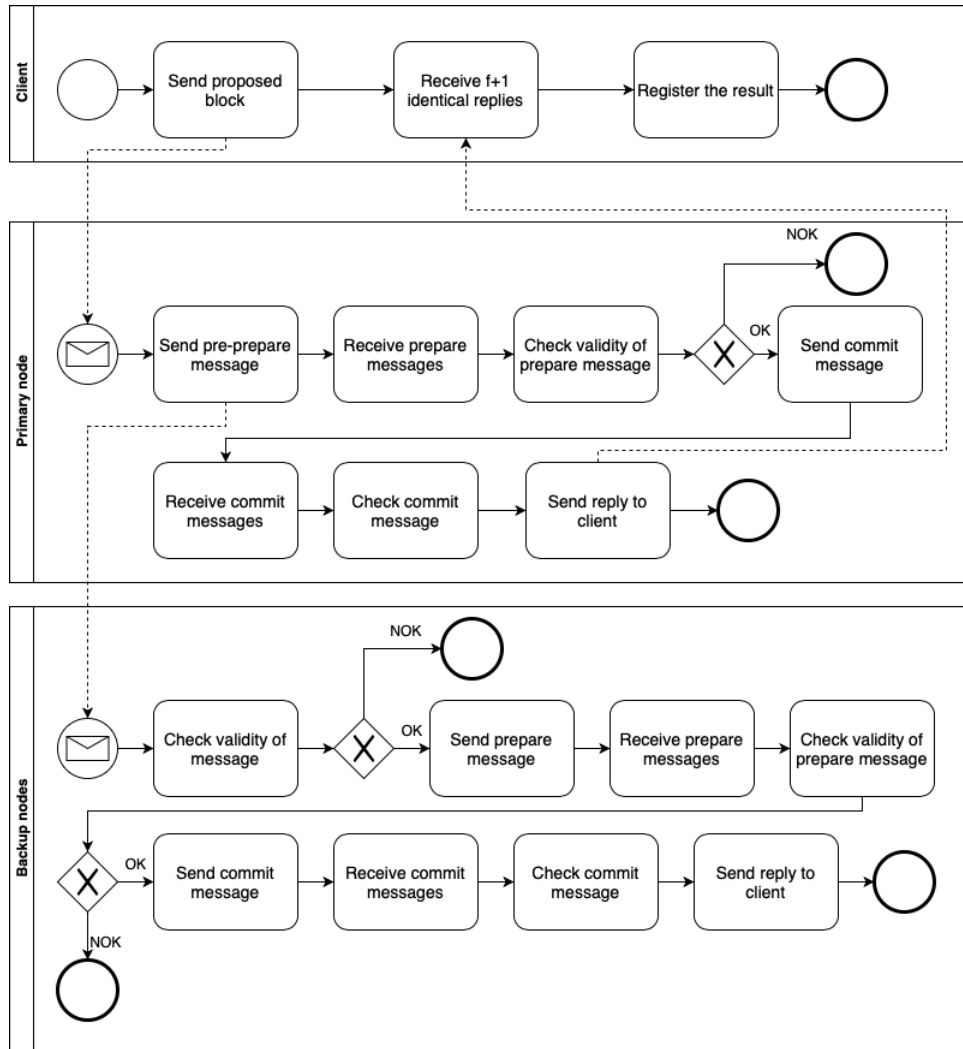 Client
Send proposed
block
Receive f+1
identical replies
Register the result
Primary node
NOK
Send pre-prepare
message
Receive prepare
messages
Check validity of
prepare message
OK
Send commit
message
Receive commit
messages
Check commit
message
Send reply to
client
Backup nodes
NOK
Check validity of
message
OK
Send prepare
message
Receive prepare
messages
Check validity of
prepare message
OK
Send commit
message
Receive commit
messages
Check commit
message
Send reply to
client
NOK